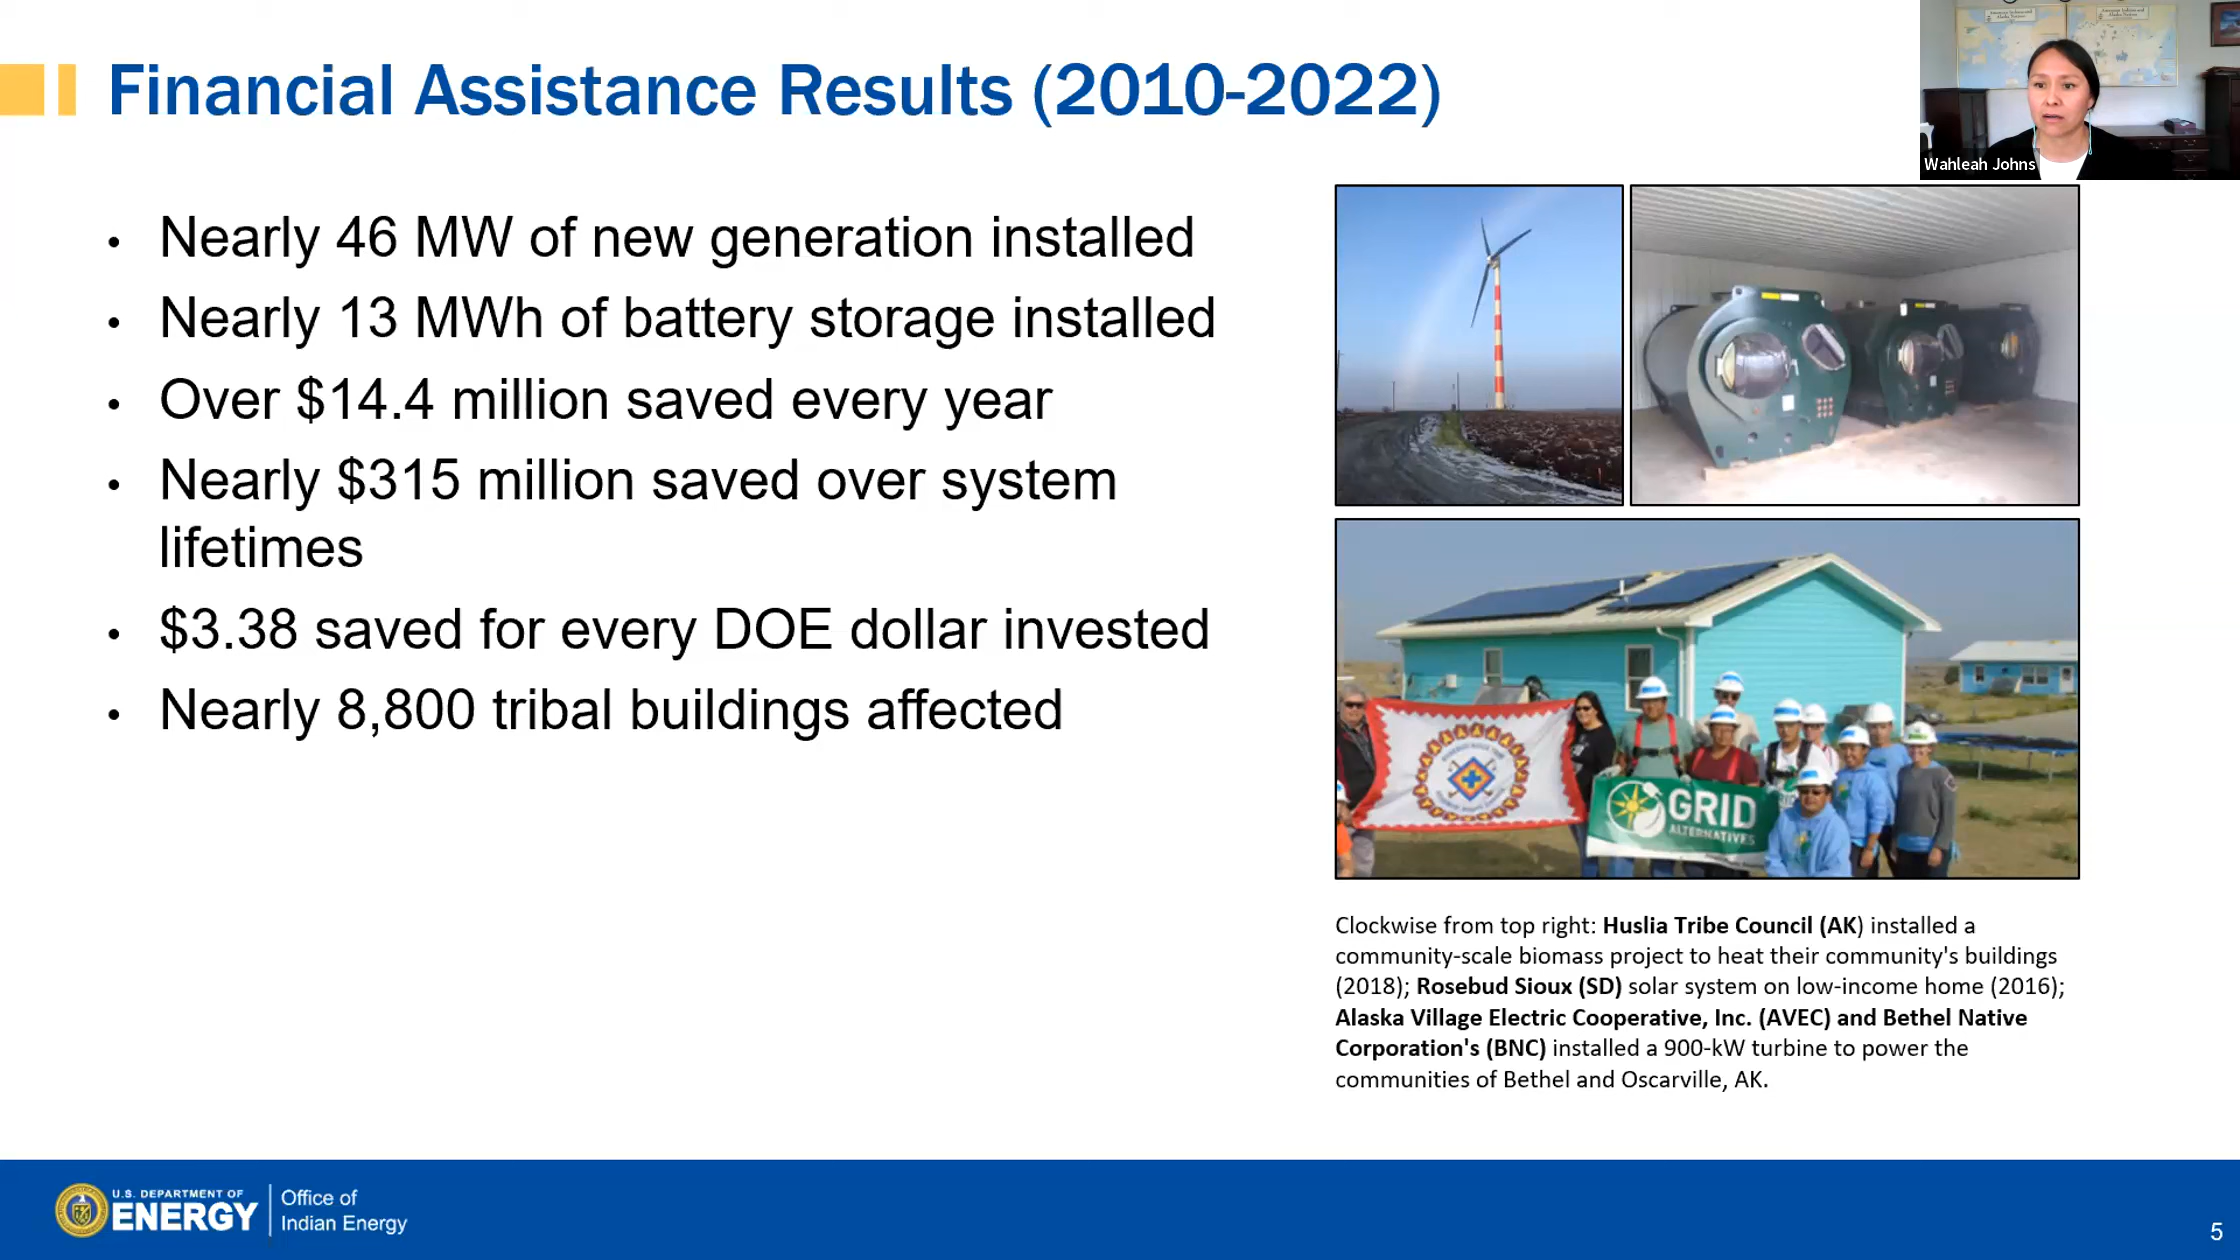 Financial Assistance Results (2010-2022)
Wahleah Johns
• Nearly 46 MW of new generation installed
• Nearly 13 MWh of battery storage installed
• Over $14.4 million saved every year
• Nearly $315 million saved over system
lifetimes
• $3.38 saved for every DOE dollar invested
• Nearly 8,800 tribal buildings affected
GRID
ALTERNATIVES
Clockwise from top right: Huslia Tribe Council (AK) installed a
community-scale biomass project to heat their community's buildings
(2018); Rosebud Sioux (SD) solar system on low-income home (2016);
Alaska Village Electric Cooperative, Inc. (AVEC) and Bethel Native
Corporation's (BNC) installed a 900-kW turbine to power the
communities of Bethel and Oscarville, AK.
U.S. DEPARTMENT OF
ENERGY
Office of
Indian Energy
5